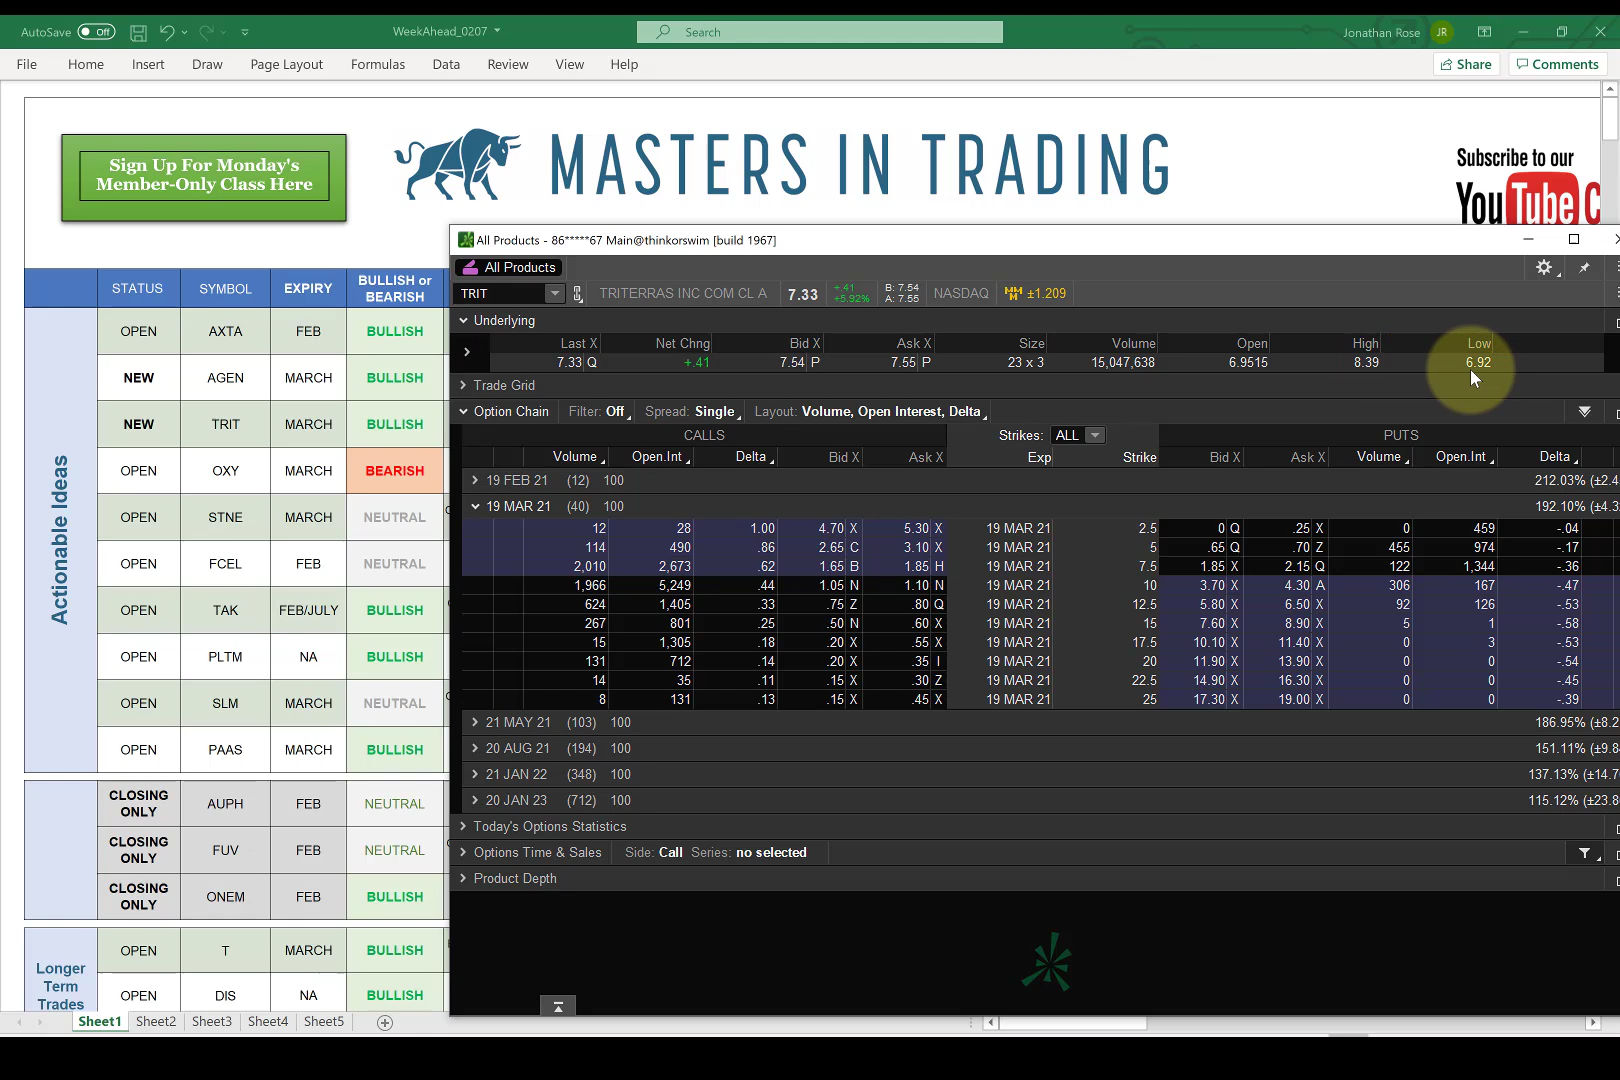 AutoSave Off WeekAhead_0207 Search Jonathan Rose JR
File Home Insert Draw Page Layout Formulas Data Review View Help Share Comments
Sign Up For Monday's
Member-Only Class Here
MASTERS IN TRADING
Subscribe to our
YouTube C
STATUS SYMBOL EXPIRY BULLISH or
BEARISH
Actionable Ideas
OPEN AXTA FEB BULLISH
NEW AGEN MARCH BULLISH
NEW TRIT MARCH BULLISH
OPEN OXY MARCH BEARISH
OPEN STNE MARCH NEUTRAL
OPEN FCEL FEB NEUTRAL
OPEN TAK FEB/JULY BULLISH
OPEN PLTM NA BULLISH
OPEN SLM MARCH NEUTRAL
OPEN PAAS MARCH BULLISH
CLOSING
ONLY AUPH FEB NEUTRAL
CLOSING
ONLY FUV FEB NEUTRAL
CLOSING
ONLY ONEM FEB BULLISH
Longer
Term
Trades
OPEN T MARCH BULLISH
OPEN DIS NA BULLISH
Sheet1 Sheet2 Sheet3 Sheet4 Sheet5
All Products - 86*****67 Main@thinkorswim [build 1967]
All Products
TRIT TRITERRAS INC COM CL A 7.33 +.41 +5.92% B: 7.54 A: 7.55 NASDAQ MMM ±1.209
Underlying
Last X Net Chng Bid X Ask X Size Volume Open High Low
7.33 Q +.41 7.54 P 7.55 P 23 x 3 15,047,638 6.9515 8.39 6.92
Trade Grid
Option Chain Filter: Off Spread: Single Layout: Volume, Open Interest, Delta
CALLS Strikes: ALL PUTS
Volume Open.Int Delta Bid X Ask X Exp Strike Bid X Ask X Volume Open.Int Delta
19 FEB 21 (12) 100 212.03% (±2.4
19 MAR 21 (40) 100 192.10% (±4.3
12 28 1.00 4.70 X 5.30 X 19 MAR 21 2.5 0 Q .25 X 0 459 -.04
114 490 .86 2.65 C 3.10 X 19 MAR 21 5 .65 Q .70 Z 455 974 -.17
2,010 2,673 .62 1.65 B 1.85 H 19 MAR 21 7.5 1.85 X 2.15 Q 122 1,344 -.36
1,966 5,249 .44 1.05 N 1.10 N 19 MAR 21 10 3.70 X 4.30 A 306 167 -.47
624 1,405 .33 .75 Z .80 Q 19 MAR 21 12.5 5.80 X 6.50 X 92 126 -.53
267 801 .25 .50 N .60 X 19 MAR 21 15 7.60 X 8.90 X 5 1 -.58
15 1,305 .18 .20 X .55 X 19 MAR 21 17.5 10.10 X 11.40 X 0 3 -.53
131 712 .14 .20 X .35 I 19 MAR 21 20 11.90 X 13.90 X 0 0 -.54
14 35 .11 .15 X .30 Z 19 MAR 21 22.5 14.90 X 16.30 X 0 0 -.45
8 131 .13 .15 X .45 X 19 MAR 21 25 17.30 X 19.00 X 0 0 -.39
21 MAY 21 (103) 100 186.95% (±8.2
20 AUG 21 (194) 100 151.11% (±9.8
21 JAN 22 (348) 100 137.13% (±14.7
20 JAN 23 (712) 100 115.12% (±23.8
Today's Options Statistics
Options Time & Sales Side: Call Series: no selected
Product Depth